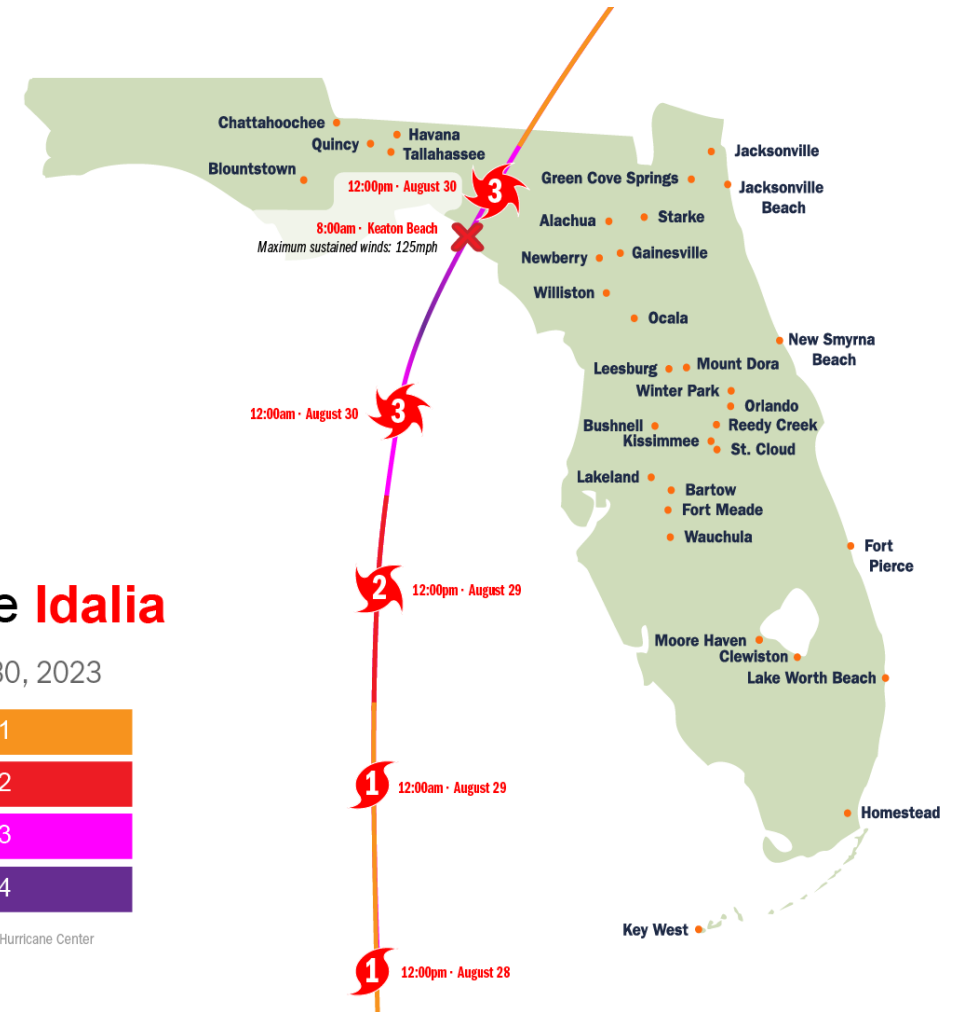 Chattahoochee
Havana
Quincy
Tallahassee
Blountstown
12:00pm · August 30
3
8:00am · Keaton Beach
Maximum sustained winds: 125mph
Jacksonville
Green Cove Springs
Jacksonville
Beach
Alachua
Starke
Newberry
Gainesville
Williston
Ocala
New Smyrna
Beach
Leesburg
Mount Dora
Winter Park
Orlando
12:00am · August 30
3
Bushnell
Reedy Creek
Kissimmee
St. Cloud
Lakeland
Bartow
Fort Meade
Wauchula
Fort
Pierce
2
12:00pm · August 29
e Idalia
30, 2023
Moore Haven
Clewiston
Lake Worth Beach
1
2
3
4
Hurricane Center
1
12:00am · August 29
Homestead
Key West
1
12:00pm · August 28